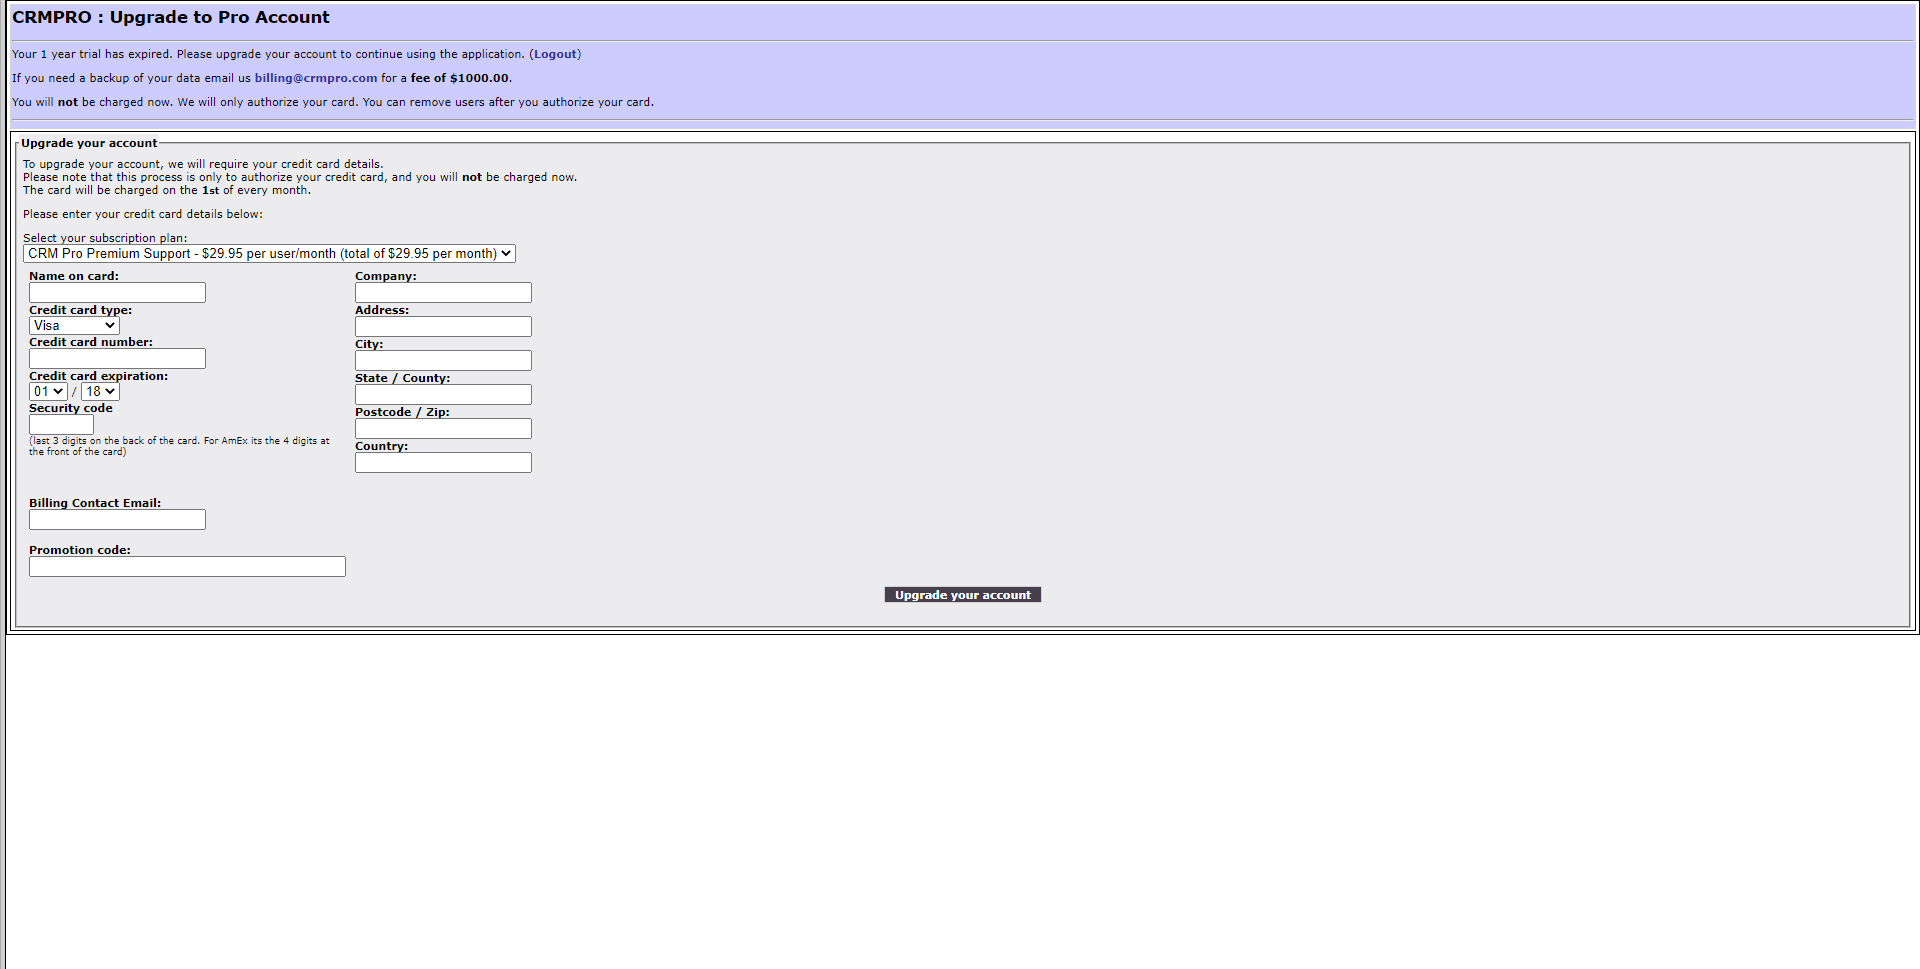 CRMPRO : Upgrade to Pro Account
Your 1 year trial has expired. Please upgrade your account to continue using the application. (Logout)
If you need a backup of your data email us billing@crmpro.com for a fee of $1000.00.
You will not be charged now. We will only authorize your card. You can remove users after you authorize your card.
Upgrade your account
To upgrade your account, we will require your credit card details.
Please note that this process is only to authorize your credit card, and you will not be charged now.
The card will be charged on the 1st of every month.
Please enter your credit card details below:
Select your subscription plan:
CRM Pro Premium Support - $29.95 per user/month (total of $29.95 per month)
Name on card:
Credit card type:
Visa
Credit card number:
Credit card expiration:
01 / 18
Security code
(last 3 digits on the back of the card. For AmEx its the 4 digits at
the front of the card)
Company:
Address:
City:
State / County:
Postcode / Zip:
Country:
Billing Contact Email:
Promotion code:
Upgrade your account